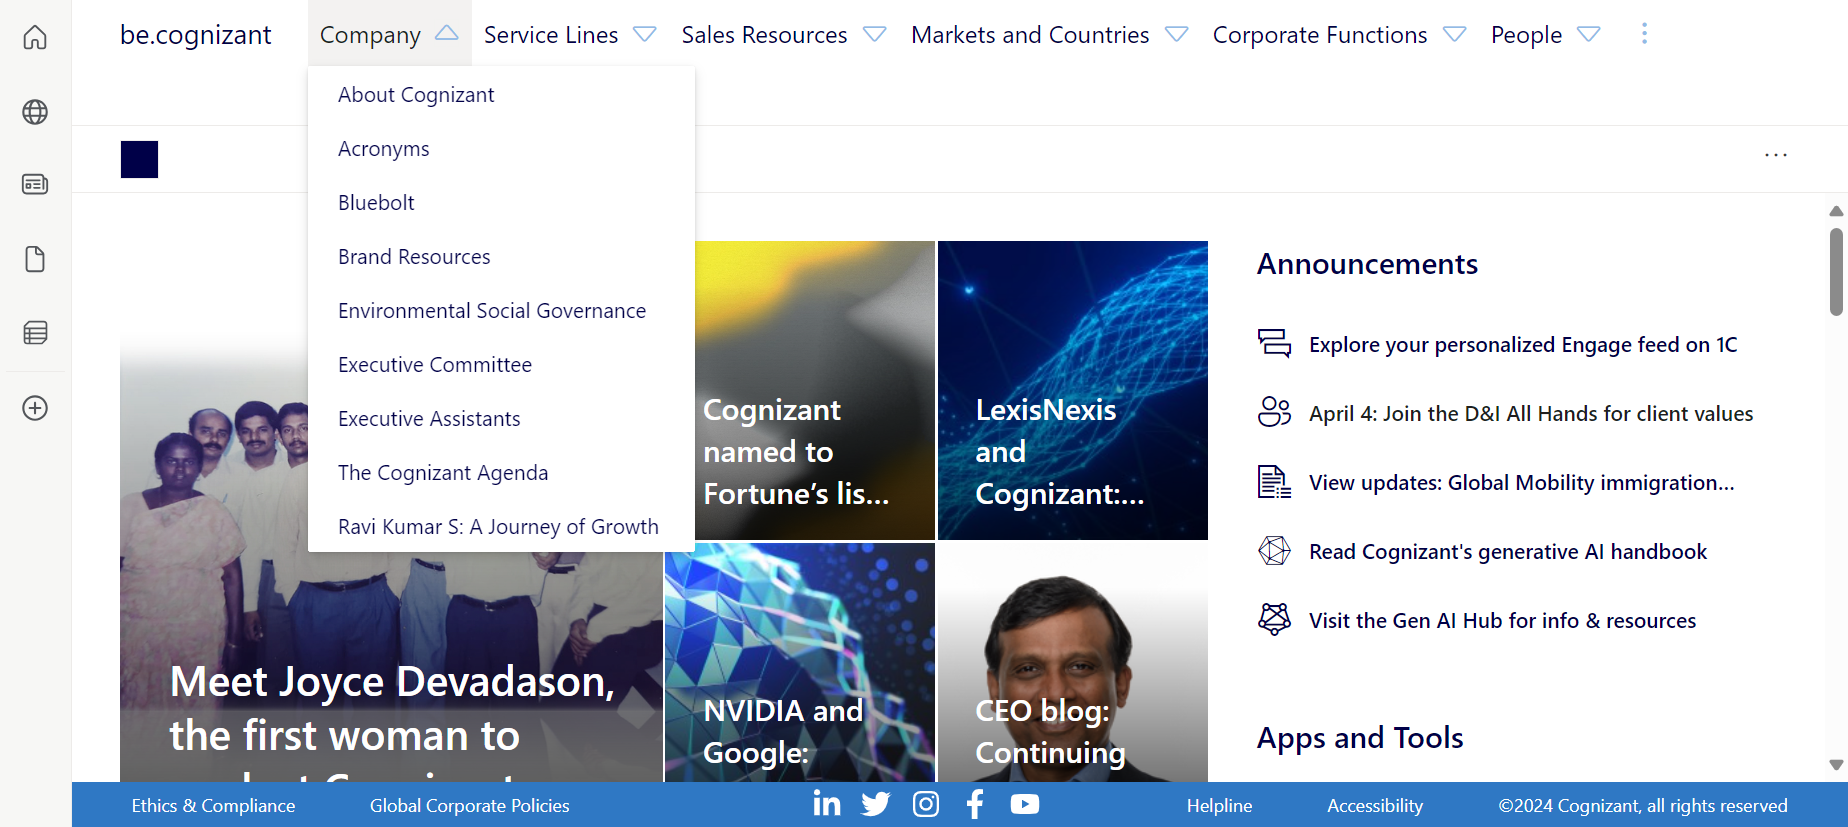 be.cognizant
Company
Service Lines
Sales Resources
Markets and Countries
Corporate Functions
People
About Cognizant
Acronyms
Bluebolt
Brand Resources
Environmental Social Governance
Executive Committee
Executive Assistants
The Cognizant Agenda
Ravi Kumar S: A Journey of Growth
Meet Joyce Devadason,
the first woman to
Cognizant
named to
Fortune’s lis...
LexisNexis
and
Cognizant:...
NVIDIA and
Google:
CEO blog:
Continuing
Announcements
Explore your personalized Engage feed on 1C
April 4: Join the D&I All Hands for client values
View updates: Global Mobility immigration...
Read Cognizant's generative AI handbook
Visit the Gen AI Hub for info & resources
Apps and Tools
Ethics & Compliance
Global Corporate Policies
Helpline
Accessibility
©2024 Cognizant, all rights reserved